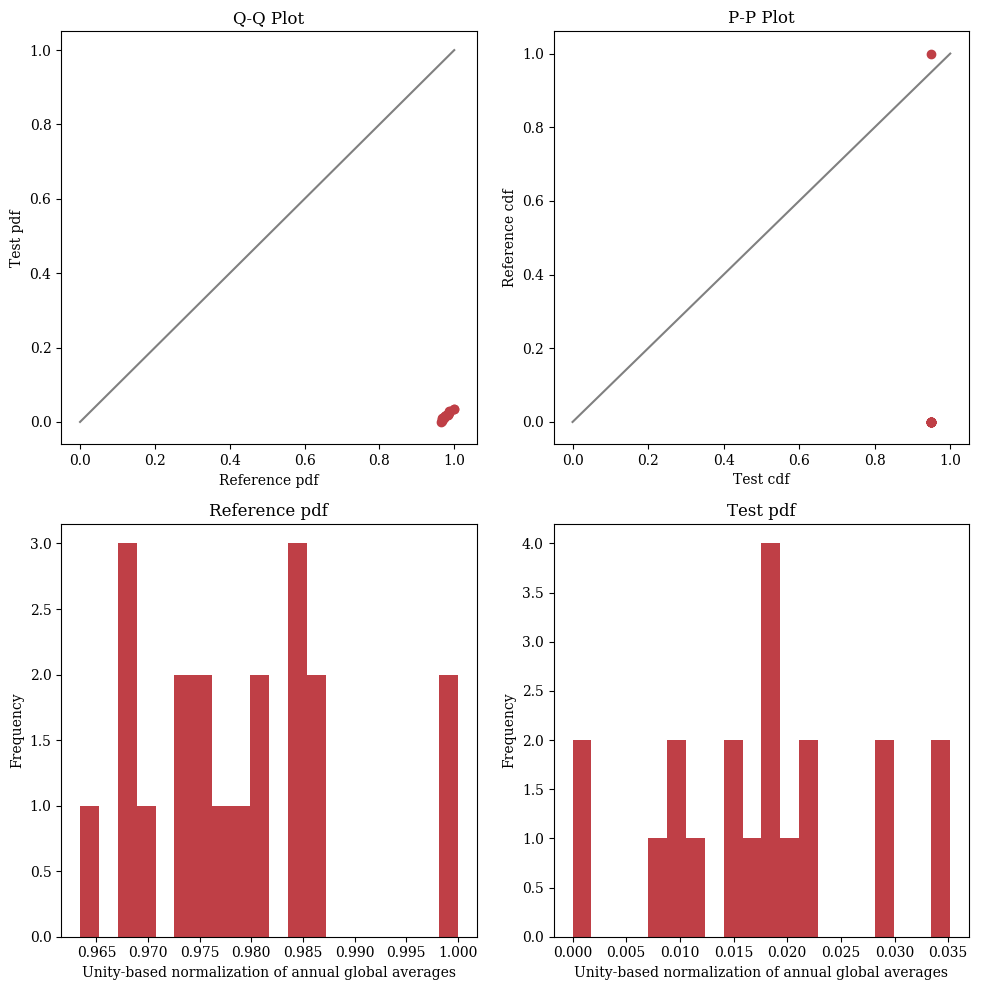 Q-Q Plot
1.0
0.8
0.6
0.4
0.2
0.0
Test pdf
0.0 0.2 0.4 0.6 0.8 1.0
Reference pdf
P-P Plot
1.0
0.8
0.6
0.4
0.2
0.0
Reference cdf
0.0 0.2 0.4 0.6 0.8 1.0
Test cdf
Reference pdf
3.0
2.5
2.0
1.5
1.0
0.5
0.0
Frequency
0.965 0.970 0.975 0.980 0.985 0.990 0.995 1.000
Unity-based normalization of annual global averages
Test pdf
4.0
3.5
3.0
2.5
2.0
1.5
1.0
0.5
0.0
Frequency
0.000 0.005 0.010 0.015 0.020 0.025 0.030 0.035
Unity-based normalization of annual global averages